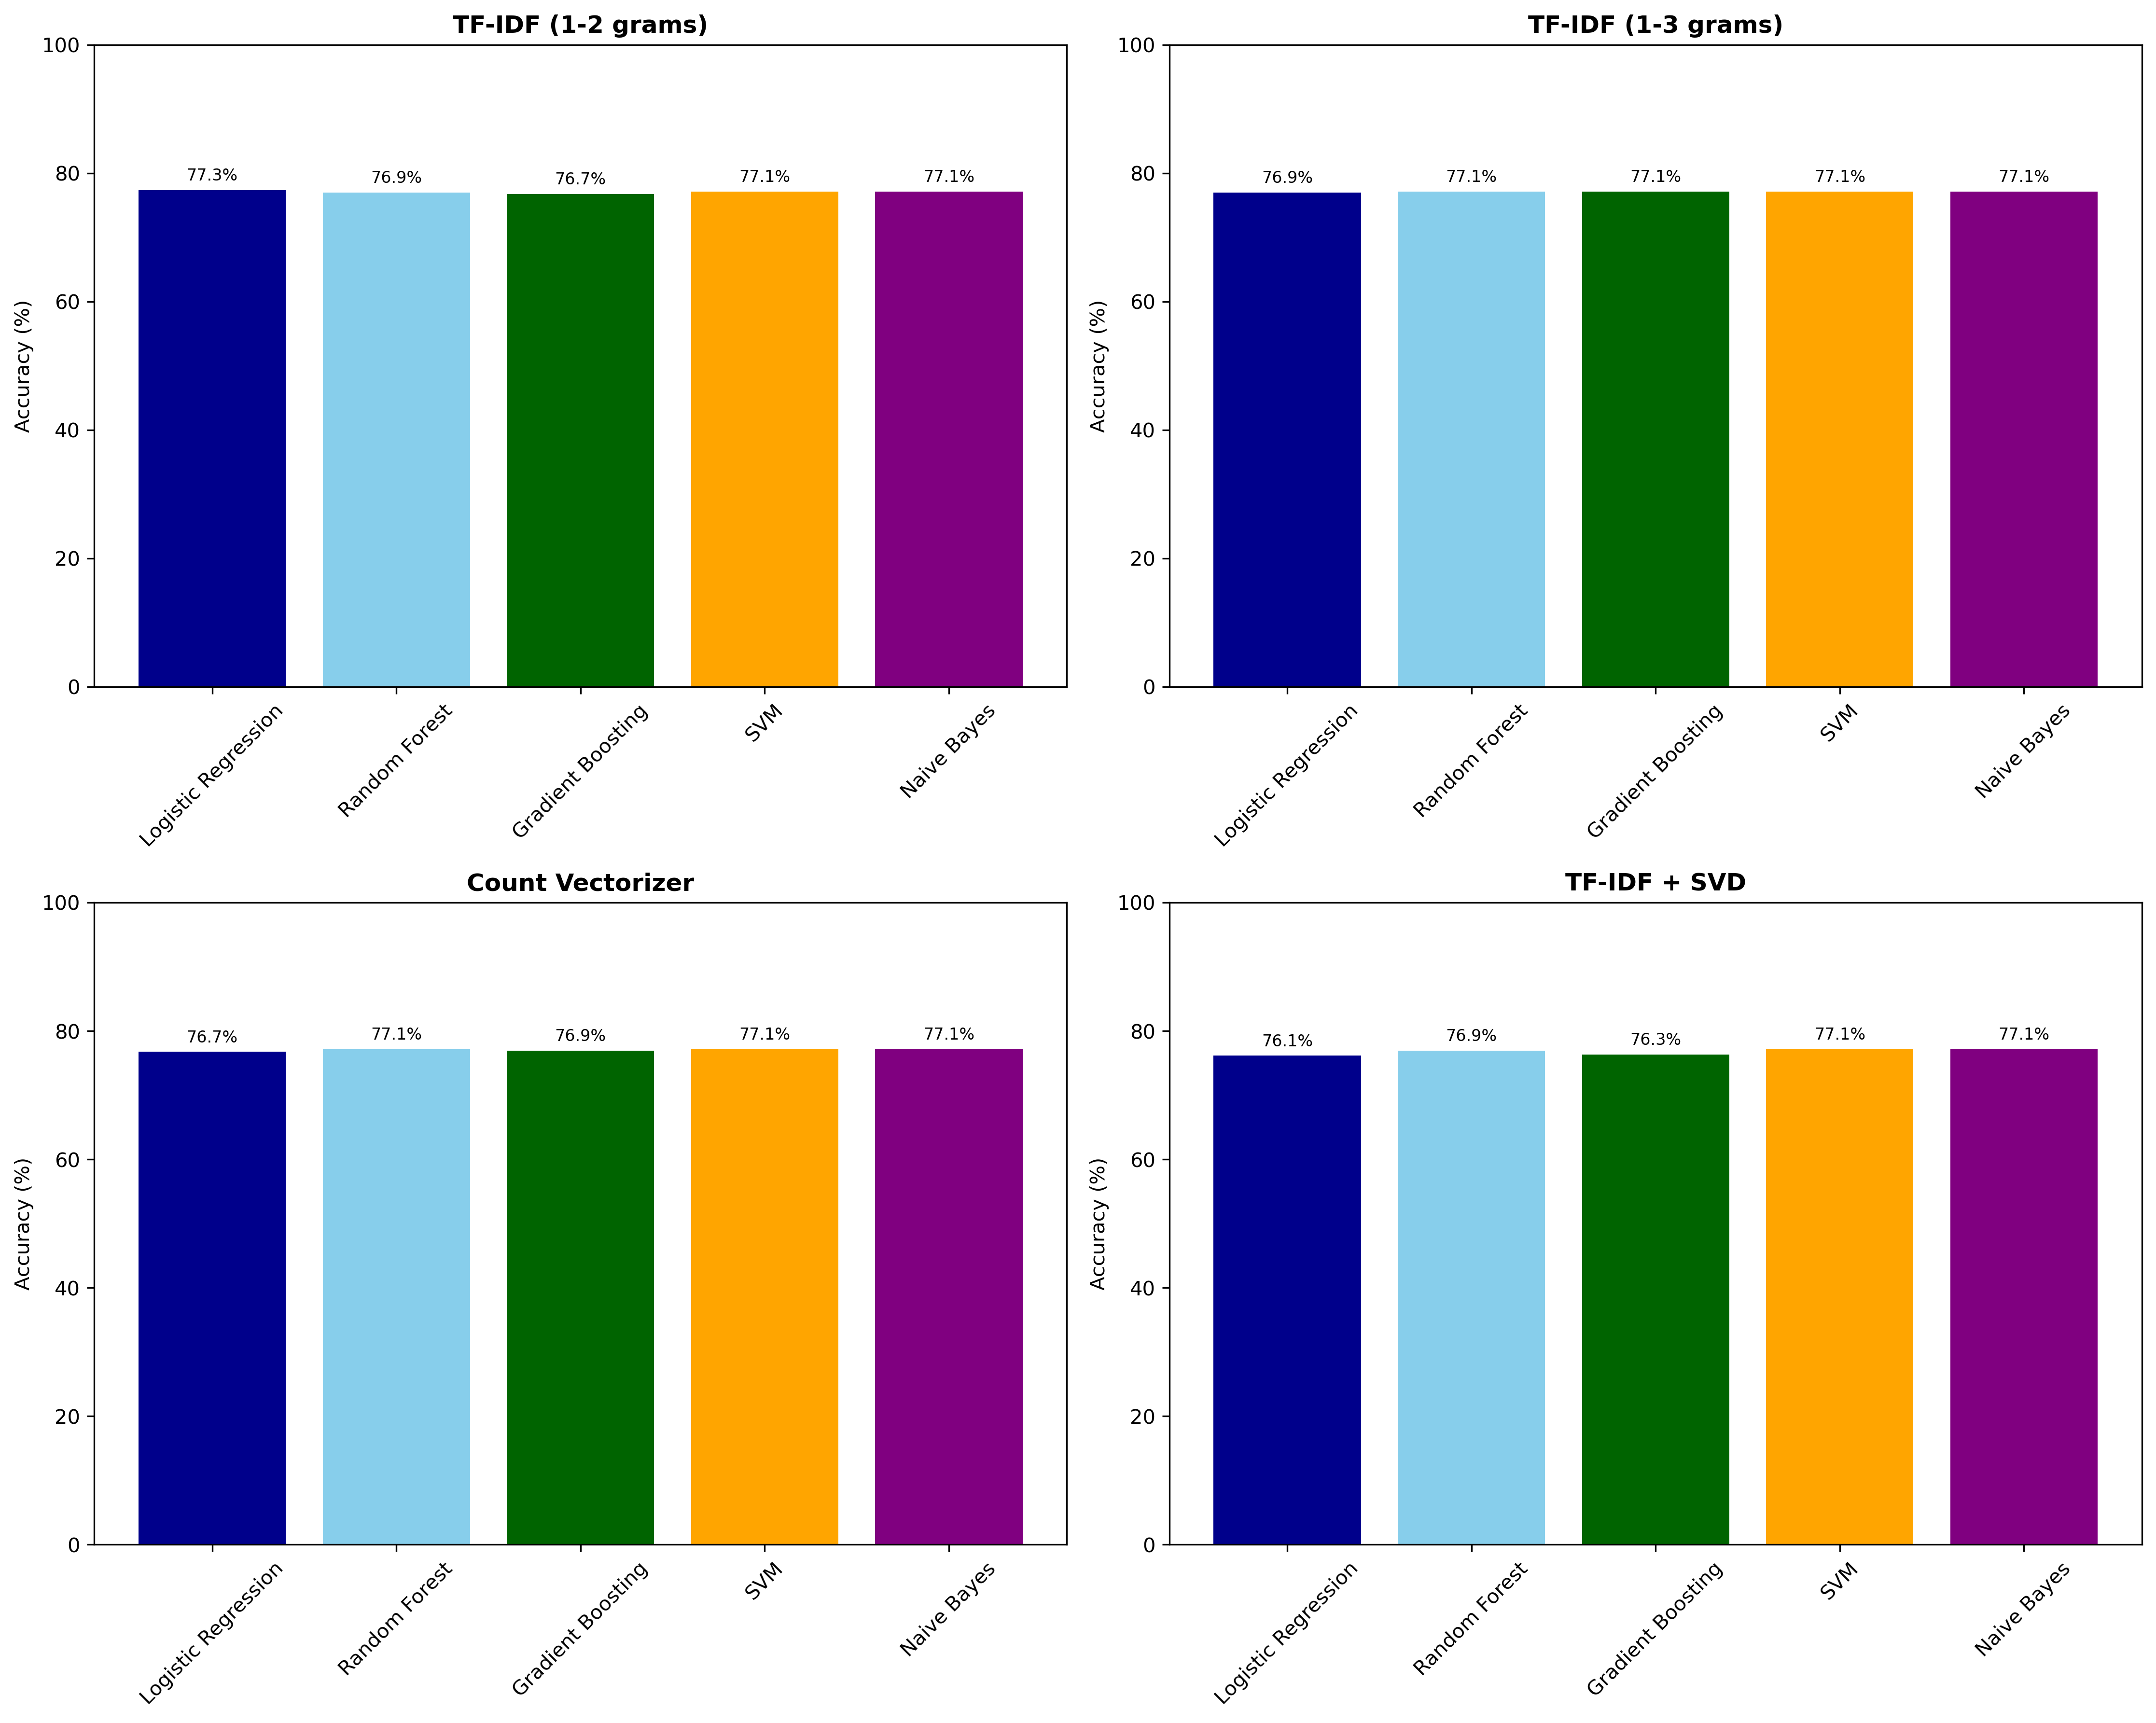 TF-IDF (1-2 grams)
Accuracy (%)
100
80
60
40
20
0
77.3%
76.9%
76.7%
77.1%
77.1%
Logistic Regression
Random Forest
Gradient Boosting
SVM
Naive Bayes
TF-IDF (1-3 grams)
Accuracy (%)
100
80
60
40
20
0
76.9%
77.1%
77.1%
77.1%
77.1%
Logistic Regression
Random Forest
Gradient Boosting
SVM
Naive Bayes
Count Vectorizer
Accuracy (%)
100
80
60
40
20
0
76.7%
77.1%
76.9%
77.1%
77.1%
Logistic Regression
Random Forest
Gradient Boosting
SVM
Naive Bayes
TF-IDF + SVD
Accuracy (%)
100
80
60
40
20
0
76.1%
76.9%
76.3%
77.1%
77.1%
Logistic Regression
Random Forest
Gradient Boosting
SVM
Naive Bayes